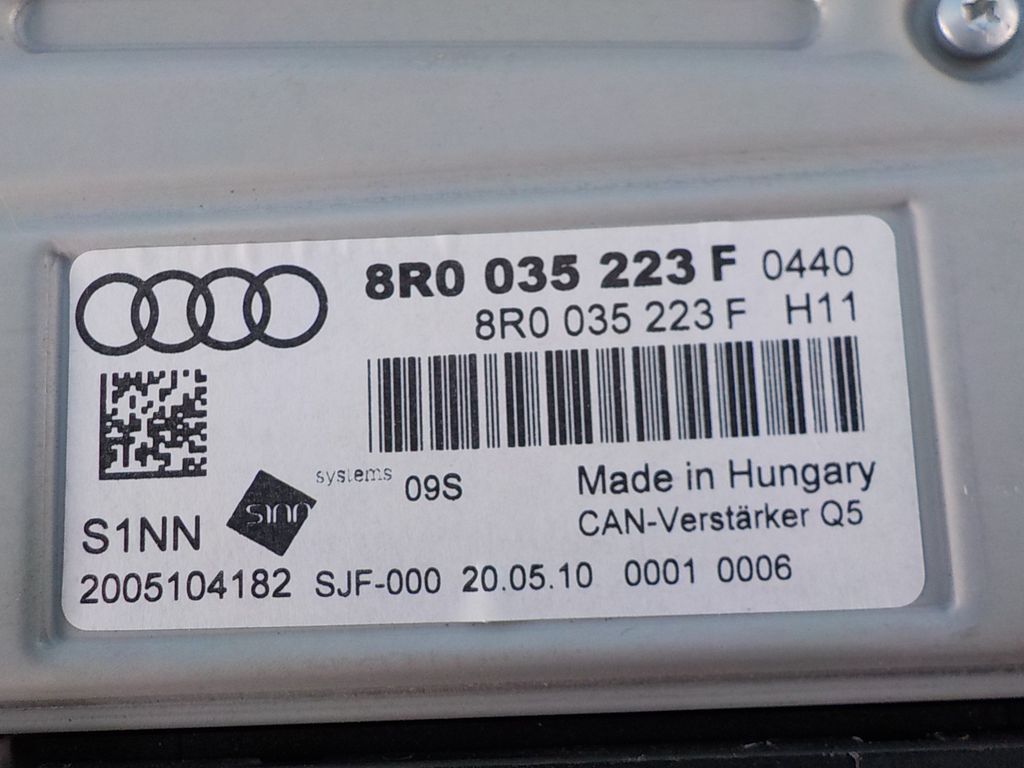 8R0 035 223 F 0440
8R0 035 223 F H11
systems 09S
Made in Hungary
sinn
CAN-Verstärker Q5
S1NN
2005104182 SJF-000 20.05.10 0001 0006